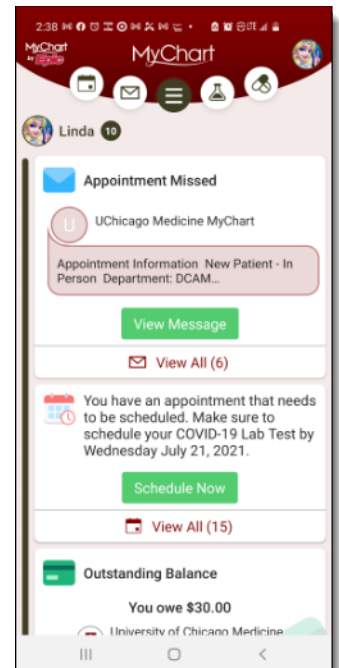 2:38
MyChart
by
MyChart
Linda 10
Appointment Missed
U
UChicago Medicine MyChart
Appointment Information New Patient - In
Person Department: DCAM...
View Message
View All (6)
You have an appointment that needs
to be scheduled. Make sure to
schedule your COVID-19 Lab Test by
Wednesday July 21, 2021.
Schedule Now
View All (15)
Outstanding Balance
You owe $30.00
University of Chicago Medicine